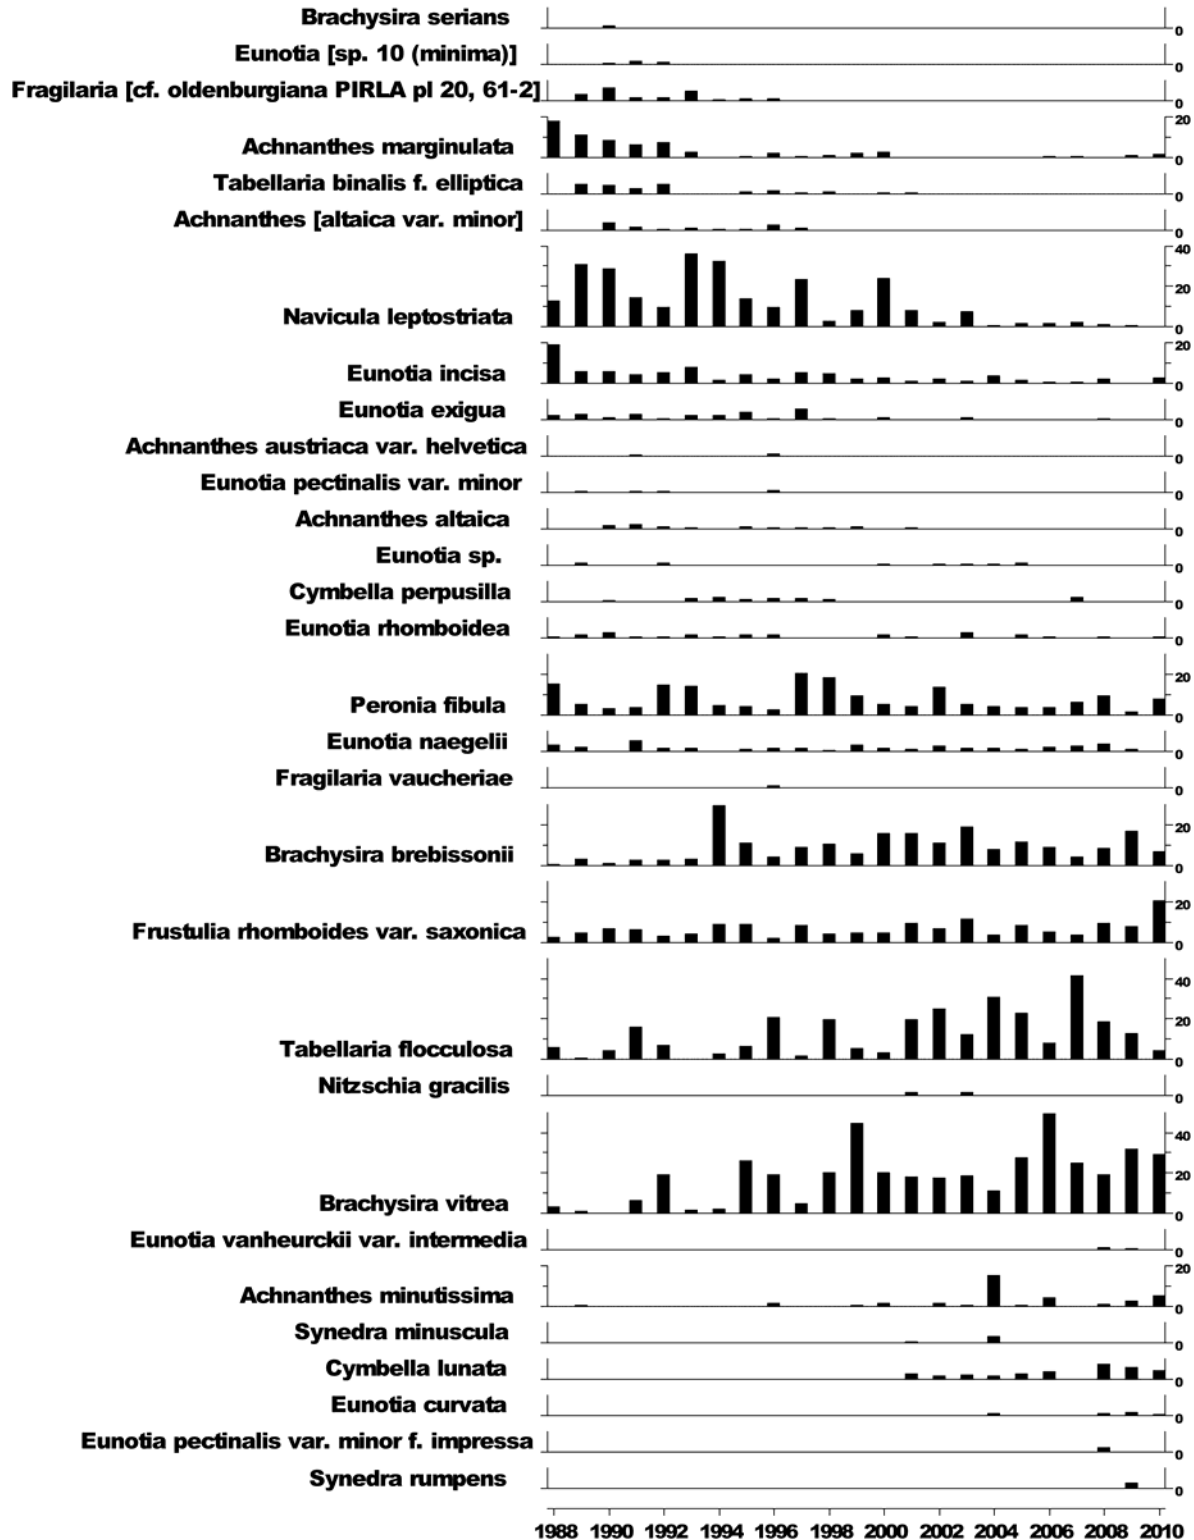 Brachysira serians 0
Eunotia [sp. 10 (minima)] 0
Fragilaria [cf. oldenburgiana PIRLA pl 20, 61-2] 0
20
Achnanthes marginulata 0
Tabellaria binalis f. elliptica 0
Achnanthes [altaica var. minor] 0
40
20
Navicula leptostriata 0
20
Eunotia incisa 0
Eunotia exigua 0
Achnanthes austriaca var. helvetica 0
Eunotia pectinalis var. minor 0
Achnanthes altaica 0
Eunotia sp. 0
Cymbella perpusilla 0
Eunotia rhomboidea 0
20
Peronia fibula 0
Eunotia naegelii 0
Fragilaria vaucheriae 0
20
Brachysira brebissonii 0
20
Frustulia rhomboides var. saxonica 0
40
20
Tabellaria flocculosa 0
Nitzschia gracilis 0
40
20
Brachysira vitrea 0
Eunotia vanheurckii var. intermedia 0
20
Achnanthes minutissima 0
Synedra minuscula 0
Cymbella lunata 0
Eunotia curvata 0
Eunotia pectinalis var. minor f. impressa 0
Synedra rumpens 0
1988 1990 1992 1994 1996 1998 2000 2002 2004 2006 2008 2010